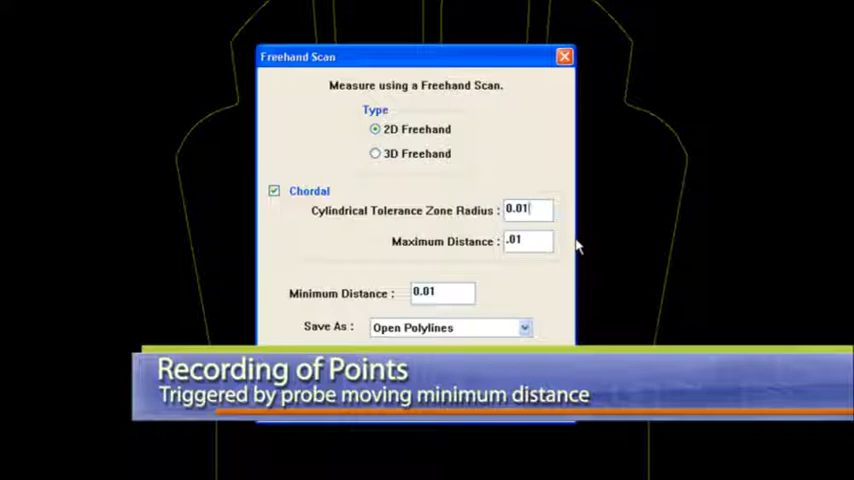 Freehand Scan
Measure using a Freehand Scan.
Type
2D Freehand
3D Freehand
Chordal
Cylindrical Tolerance Zone Radius : 0.01
Maximum Distance : .01
Minimum Distance : 0.01
Save As : Open Polylines
Recording of Points
Triggered by probe moving minimum distance